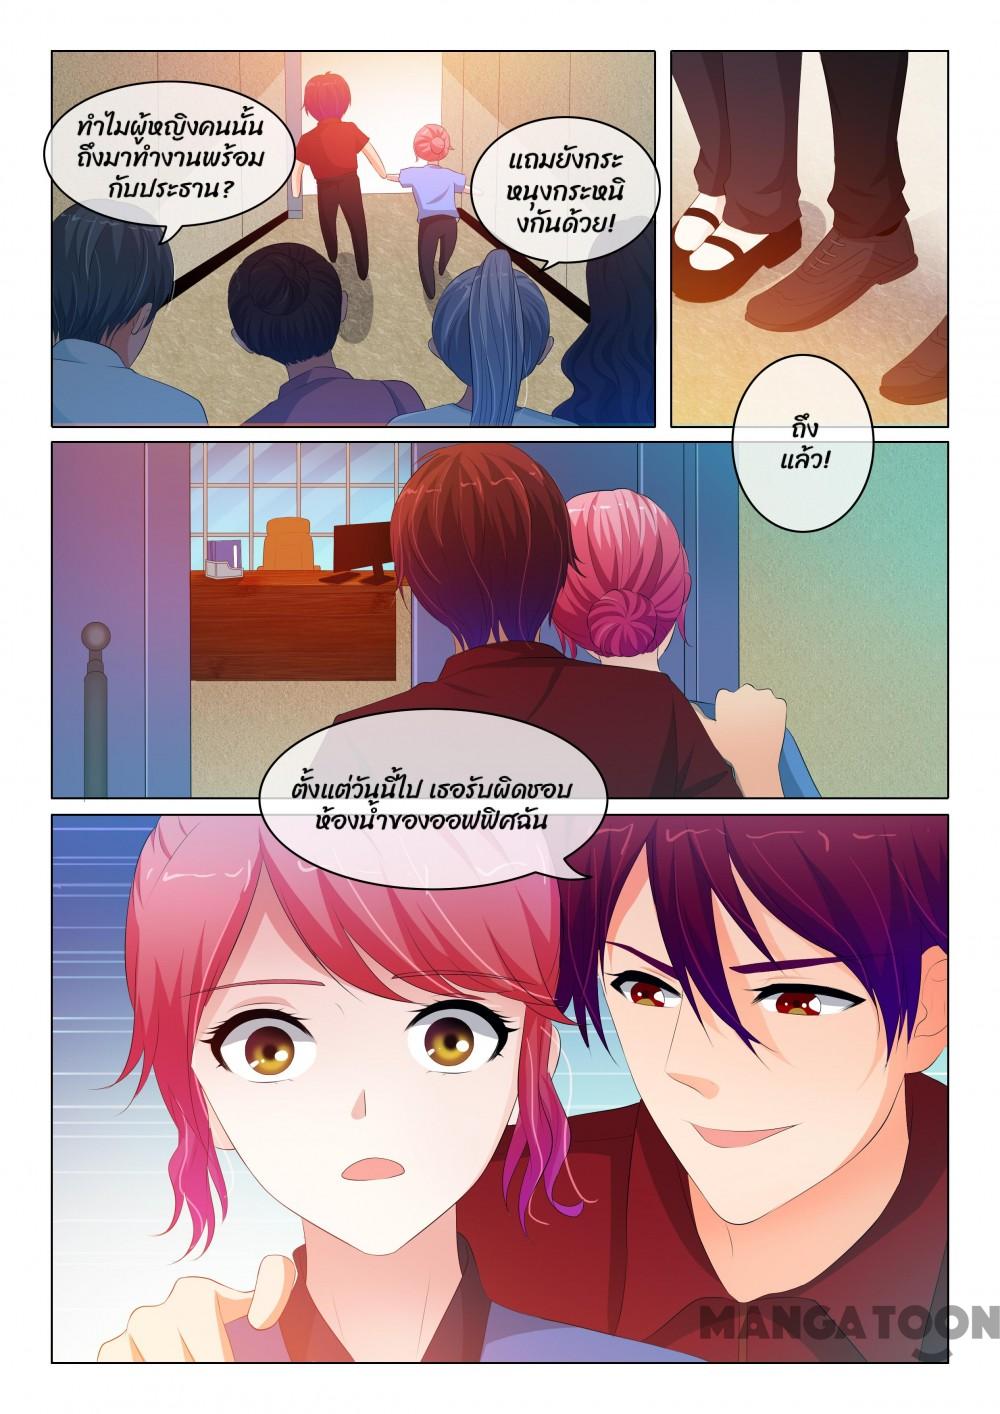 ทำไมผู้หญิงคนนั้น
ถึงมาทำงานพร้อม
กับประธาน?
แถมยังกระ
หนุงกระหนิ
งกันด้วย!
ถึง
แล้ว!
ตั้งแต่วันนี้ไป เธอรับผิดชอบ
ห้องน้ำของออฟฟิศฉัน
MANGATOON